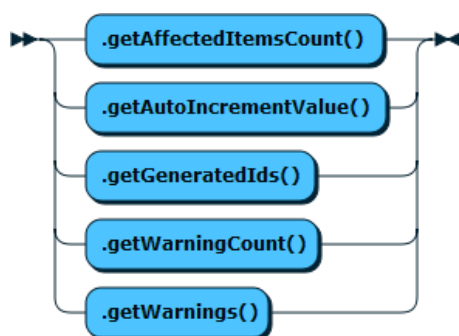 .getAffectedItemsCount()
.getAutoIncrementValue()
.getGeneratedIds()
.getWarningCount()
.getWarnings()